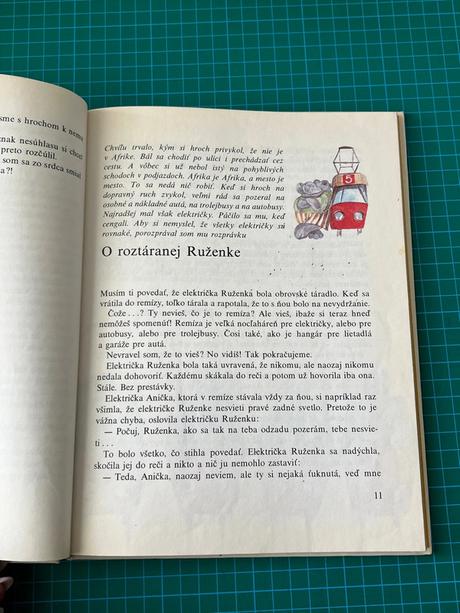 sme s hrochom k nemu
znak nesúhlasu si chcel
preto rozčúlil.
som sa zo srdca smial
a?!
Chvíľu trvalo, kým si hroch privykol, že nie je
v Afrike. Bál sa chodiť po ulici i prechádzať cez
cestu. A vôbec si už nebol istý na pohyblivých
schodoch v podjazdoch. Afrika je Afrika, a mesto je
mesto. To sa nedá nič robiť. Keď si hroch na
dopravný ruch zvykol, veľmi rád sa pozeral na
osobné a nákladné autá, na trolejbusy a na autobusy.
Najradšej mal však električky. Páčilo sa mu, keď
cengali. Aby si nemyslel, že všetky električky sú
rovnaké, porozprával som mu rozprávku
5
O roztáranej Ruženke
Musím ti povedať, že električka Ruženka bola obrovské táradlo. Keď sa
vrátila do remízy, toľko tárala a rapotala, že to s ňou bolo na nevydržanie.
Čože...? Ty nevieš, čo je to remíza? Ale vieš, ibaže si teraz hneď
nemôžeš spomenúť! Remíza je veľká nocľaháreň pre električky, alebo pre
autobusy, alebo pre trolejbusy. Čosi také, ako je hangár pre lietadlá
a garáže pre autá.
Nevravel som, že to vieš? No vidíš! Tak pokračujeme.
Električka Ruženka bola taká uvravená, že nikomu, ale naozaj nikomu
nedala dohovoriť. Každému skákala do reči a potom už hovorila iba ona.
Stále. Bez prestávky.
Električka Anička, ktorá v remíze stávala vždy za ňou, si napríklad raz
všimla, že električke Ruženke nesvieti pravé zadné svetlo. Pretože to je
vážna chyba, oslovila električku Ruženku:
— Počuj, Ruženka, ako sa tak na teba odzadu pozerám, tebe nesvie-
ti...
To bolo všetko, čo stihla povedať. Električka Ruženka sa nadýchla,
skočila jej do reči a nikto a nič ju nemohlo zastaviť:
— Teda, Anička, naozaj neviem, ale ty si nejaká ťuknutá, veď mne
11